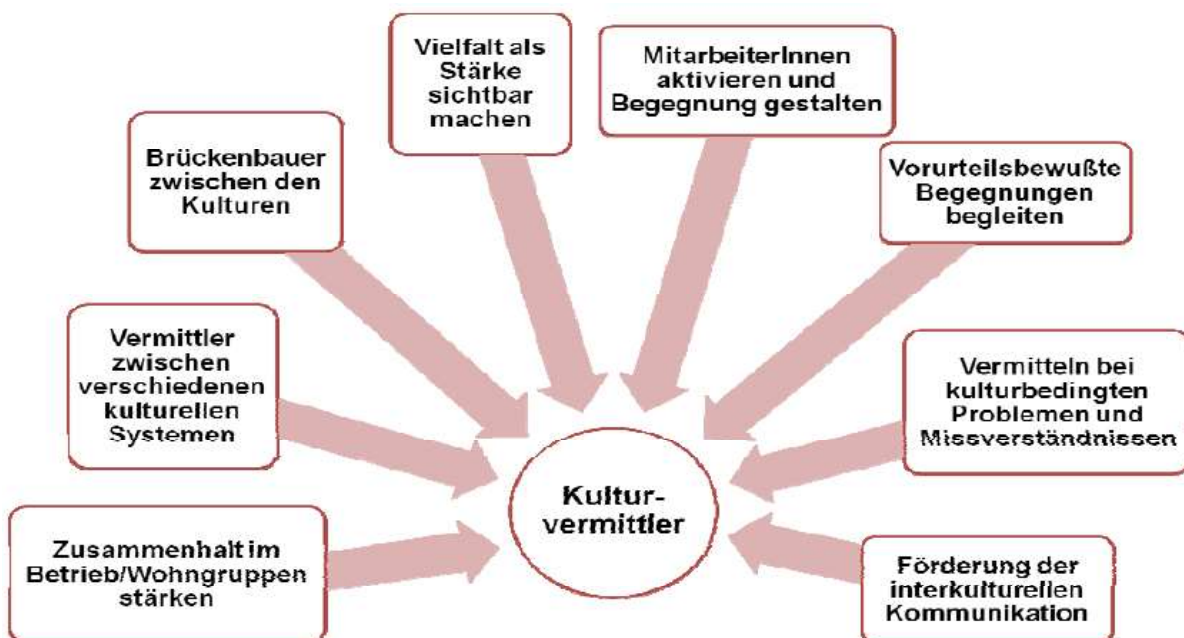 Vielfalt als
Stärke
sichtbar
machen
MitarbeiterInnen
aktivieren und
Begegnung gestalten
Brückenbauer
zwischen den
Kulturen
Vorurteilsbewußte
Begegnungen
begleiten
Vermittler
zwischen
verschiedenen
kulturellen
Systemen
Vermitteln bei
kulturbedingten
Problemen und
Missverständnissen
Kultur-
vermittler
Zusammenhalt im
Betrieb/Wohngruppen
stärken
Förderung der
interkulturellen
Kommunikation